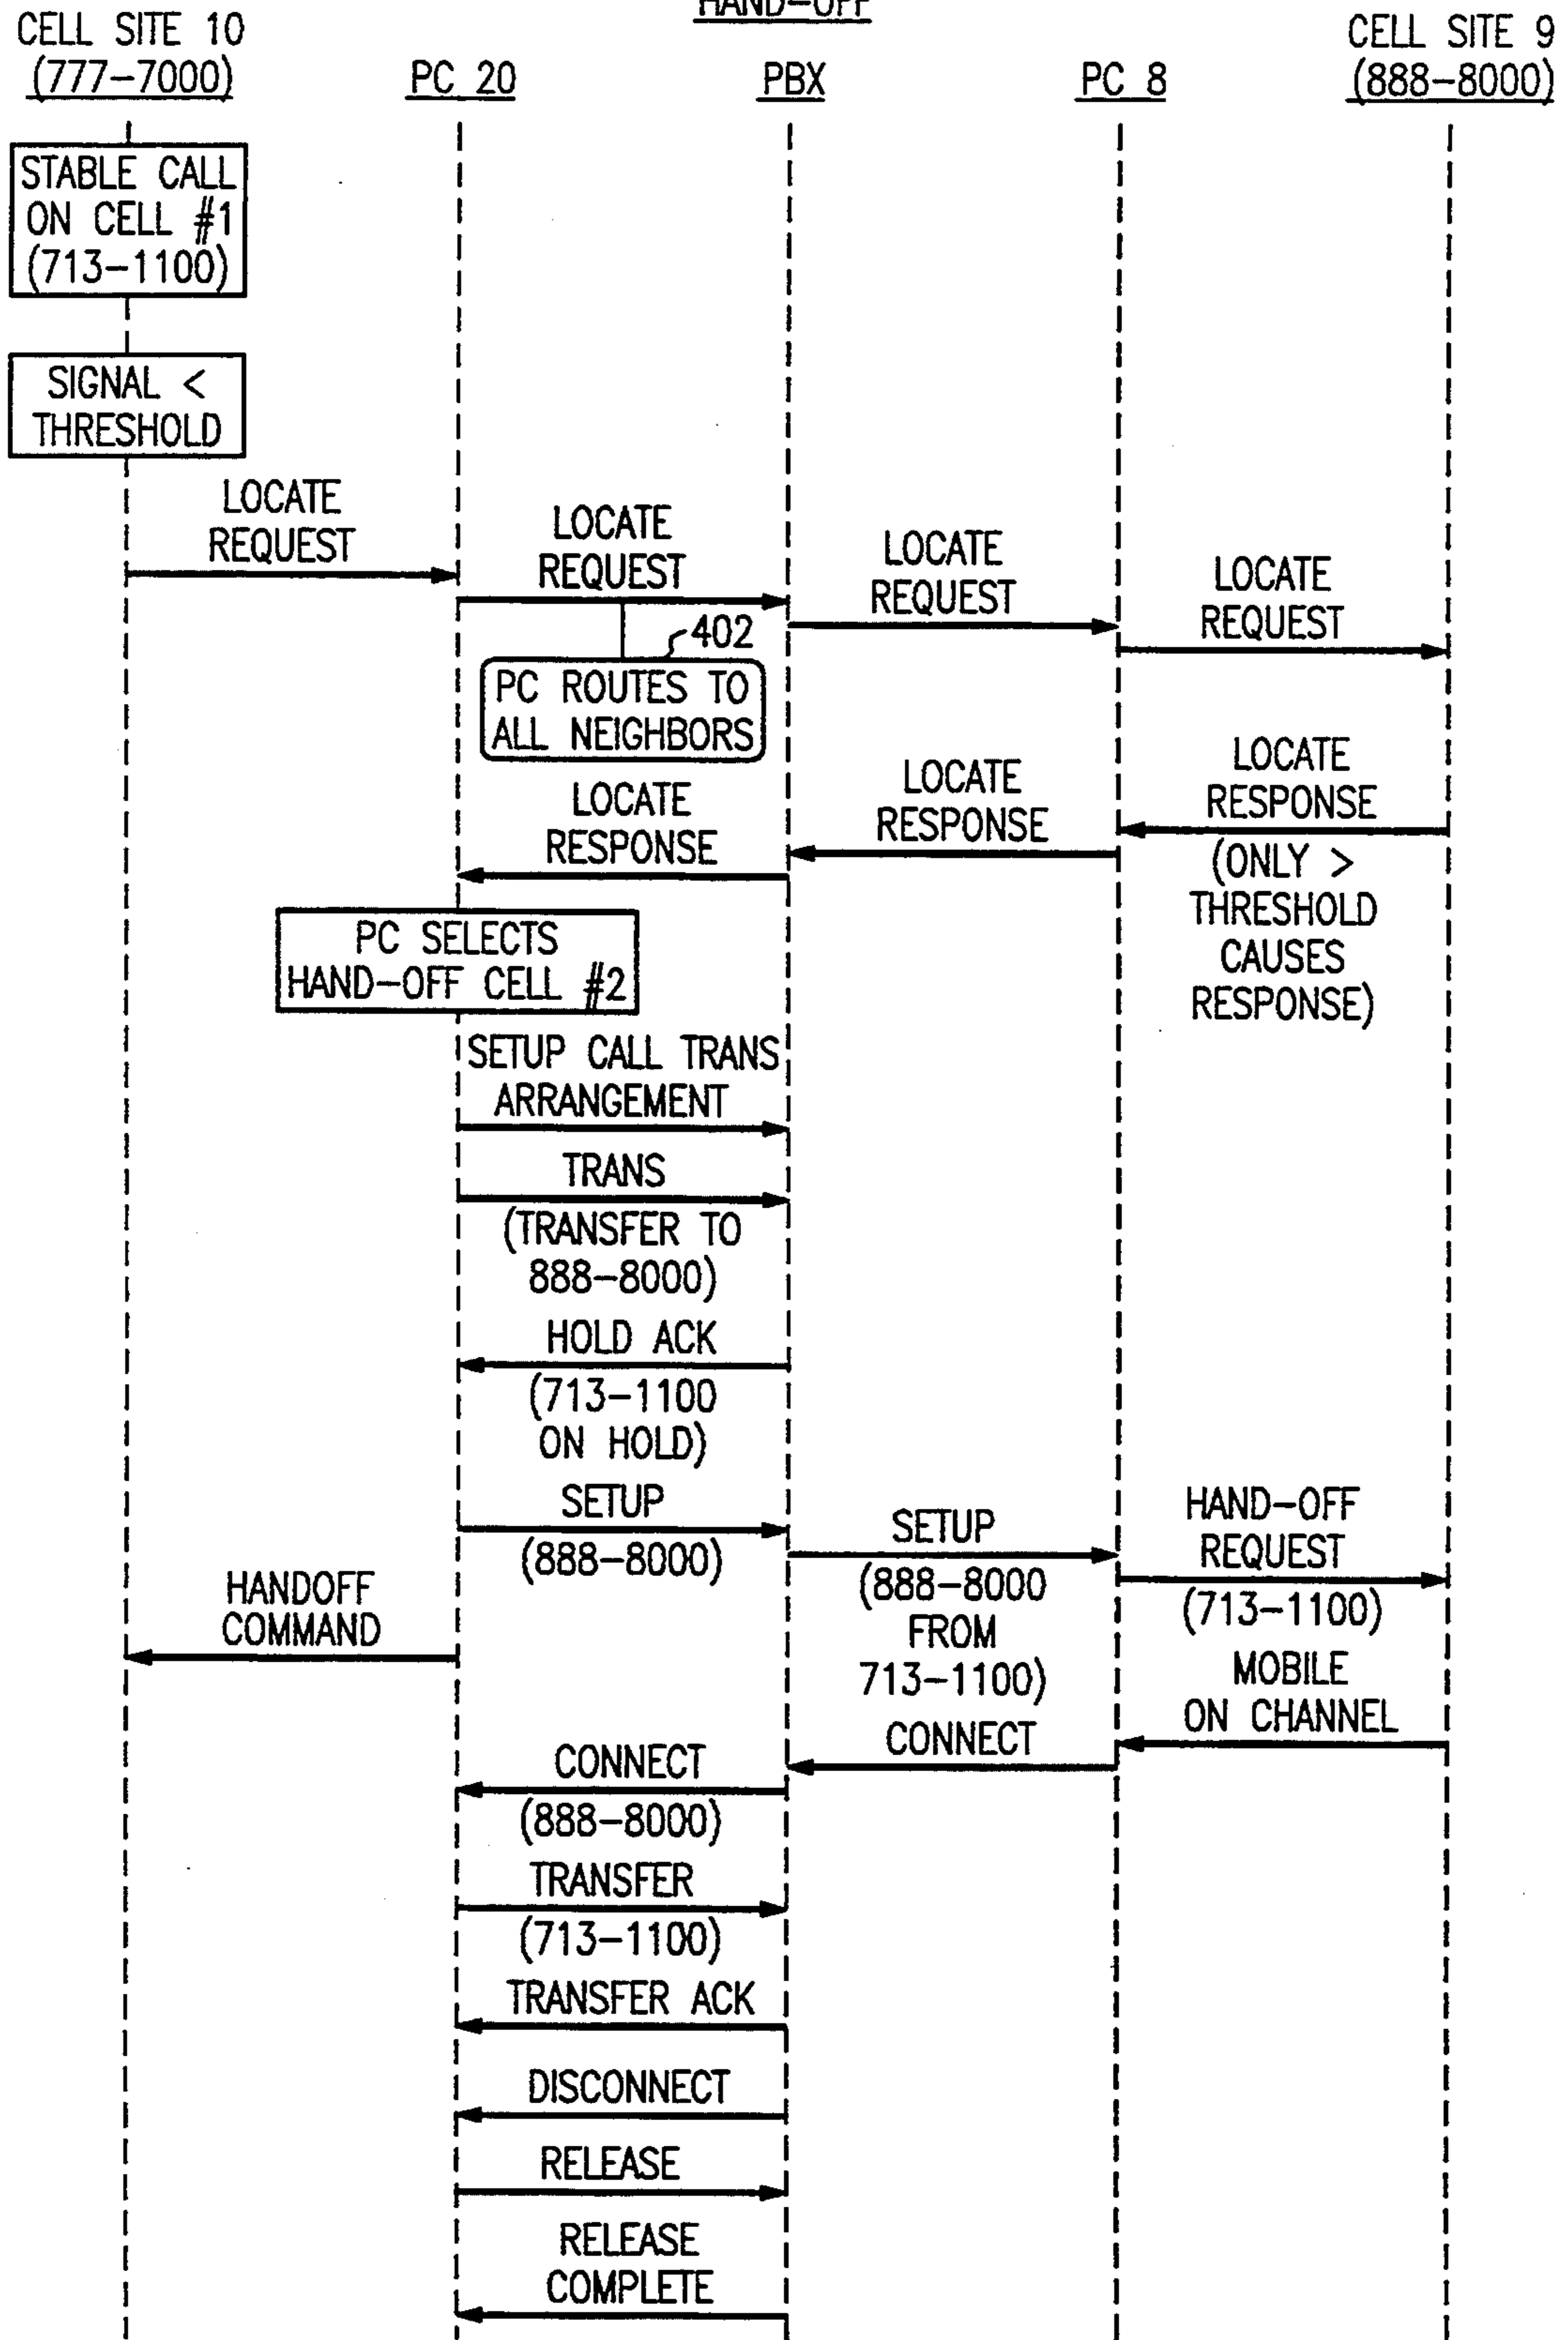 HAND-OFF
CELL SITE 10
(777-7000)
PC 20
PBX
PC 8
CELL SITE 9
(888-8000)
STABLE CALL
ON CELL #1
(713-1100)
SIGNAL <
THRESHOLD
LOCATE
REQUEST
LOCATE
REQUEST
LOCATE
REQUEST
LOCATE
REQUEST
402
PC ROUTES TO
ALL NEIGHBORS
LOCATE
RESPONSE
LOCATE
RESPONSE
LOCATE
RESPONSE
(ONLY >
THRESHOLD
CAUSES
RESPONSE)
PC SELECTS
HAND-OFF CELL #2
SETUP CALL TRANS
ARRANGEMENT
TRANS
(TRANSFER TO
888-8000)
HOLD ACK
(713-1100
ON HOLD)
SETUP
(888-8000)
SETUP
(888-8000
FROM
713-1100)
HAND-OFF
REQUEST
(713-1100)
HANDOFF
COMMAND
MOBILE
ON CHANNEL
CONNECT
CONNECT
(888-8000)
TRANSFER
(713-1100)
TRANSFER ACK
DISCONNECT
RELEASE
RELEASE
COMPLETE